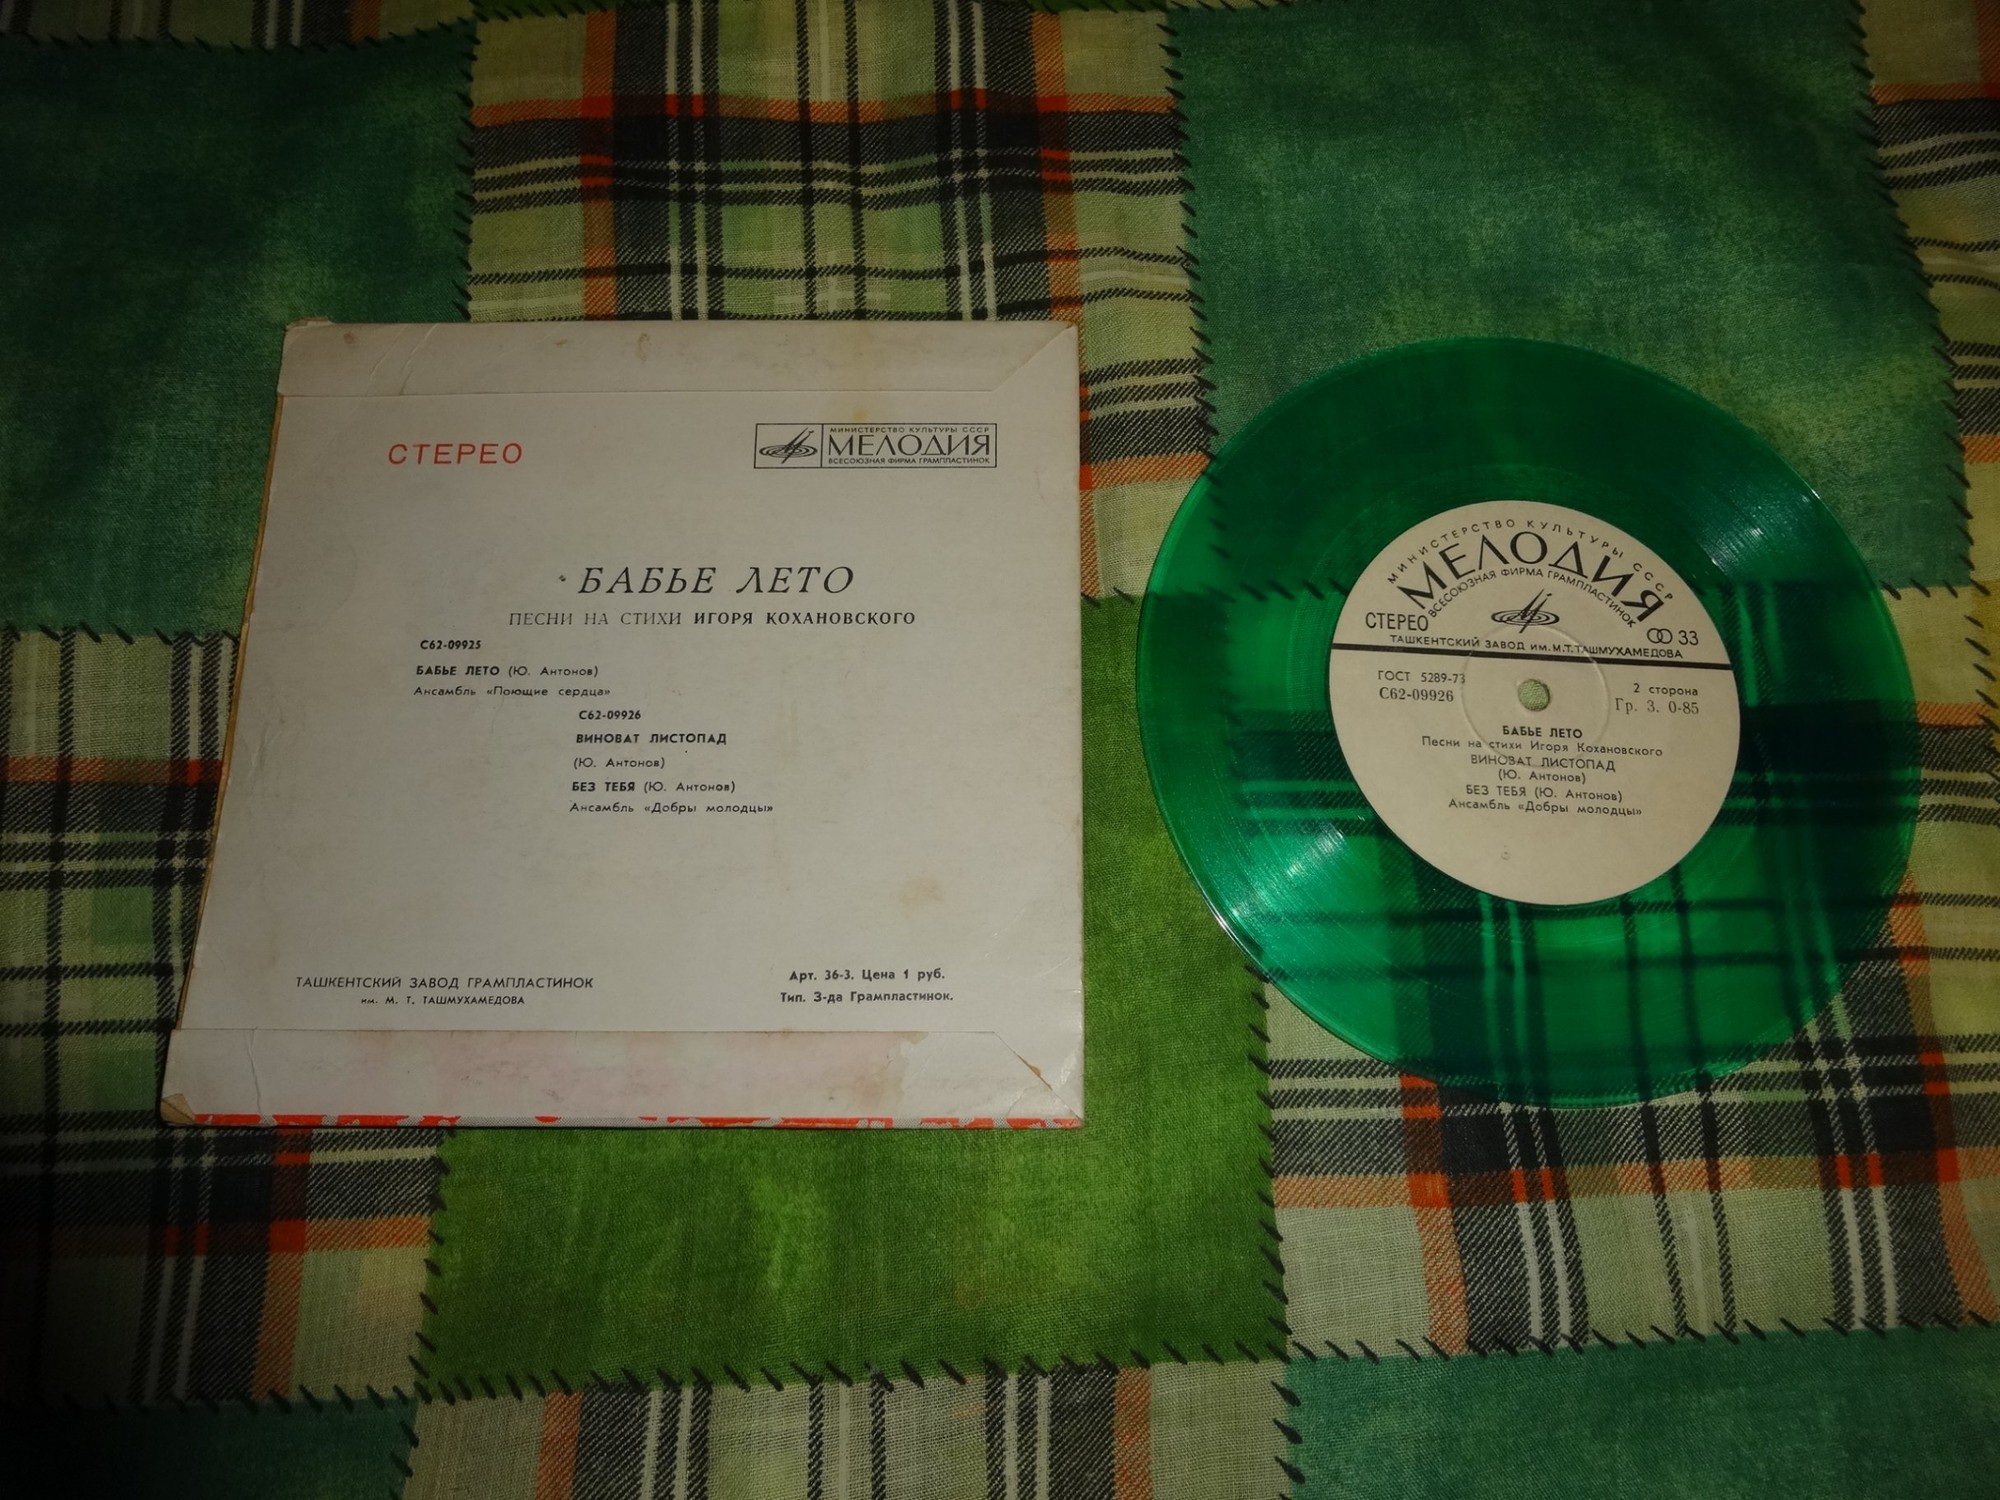 СТЕРЕО
МИНИСТЕРСТВО КУЛЬТУРЫ СССР
МЕЛОДИЯ
ВСЕСОЮЗНАЯ ФИРМА ГРАМПЛАСТИНОК
БАБЬЕ ЛЕТО
ПЕСНИ НА СТИХИ ИГОРЯ КОХАНОВСКОГО
С62-09925
БАБЬЕ ЛЕТО (Ю. Антонов)
Ансамбль «Поющие сердца»
С62-09926
ВИНОВАТ ЛИСТОПАД
(Ю. Антонов)
БЕЗ ТЕБЯ (Ю. Антонов)
Ансамбль «Добры молодцы»
ТАШКЕНТСКИЙ ЗАВОД ГРАМПЛАСТИНОК
им. М. Т. ТАШМУХАМЕДОВА
Арт. 36-3. Цена 1 руб.
Тип. З-да Грампластинок.
МИНИСТЕРСТВО КУЛЬТУРЫ СССР
МЕЛОДИЯ
ВСЕСОЮЗНАЯ ФИРМА ГРАМПЛАСТИНОК
СТЕРЕО
33
ТАШКЕНТСКИЙ ЗАВОД ИМ. М. Т. ТАШМУХАМЕДОВА
ГОСТ 5289-73
С62-09926
2 сторона
Гр. 3. 0-85
БАБЬЕ ЛЕТО
Песни на стихи Игоря Кохановского
ВИНОВАТ ЛИСТОПАД
(Ю. Антонов)
БЕЗ ТЕБЯ (Ю. Антонов)
Ансамбль «Добры молодцы»